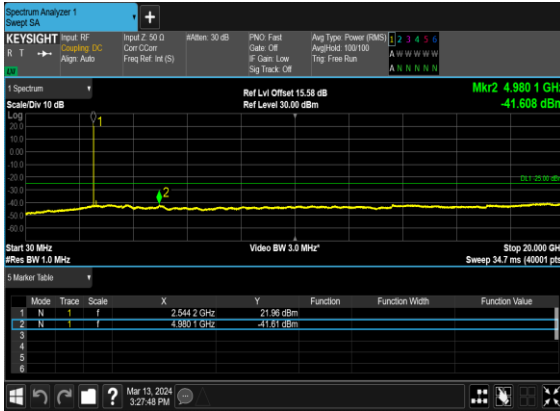 Spectrum Analyzer 1
Swept SA
+
KEYSIGHT Input: RF Input Z: 50 Ω #Atten: 30 dB PNO: Fast Avg Type: Power (RMS) 1 2 3 4 5 6
R T Coupling: DC Corr CCorr Gate: Off Avg|Hold: 100/100 A W W W W W
Align: Auto Freq Ref: Int (S) IF Gain: Low Trig: Free Run
Sig Track: Off A N N N N N
1 Spectrum
Scale/Div 10 dB
Ref Lvl Offset 15.58 dB
Ref Level 30.00 dBm
Mkr2 4.980 1 GHz
-41.608 dBm
Log
20.0
10.0
0.00
-10.0
-20.0
-30.0
-40.0
-50.0
-60.0
1
2
Start 30 MHz Video BW 3.0 MHz* Stop 20.000 GHz
#Res BW 1.0 MHz Sweep 34.7 ms (40001 pts)
5 Marker Table
Mode Trace Scale X Y Function Function Width Function Value
1 N 1 f 2.544 2 GHz 21.96 dBm
2 N 1 f 4.980 1 GHz -41.61 dBm
3
4
5
6
?
Mar 13, 2024
3:27:48 PM